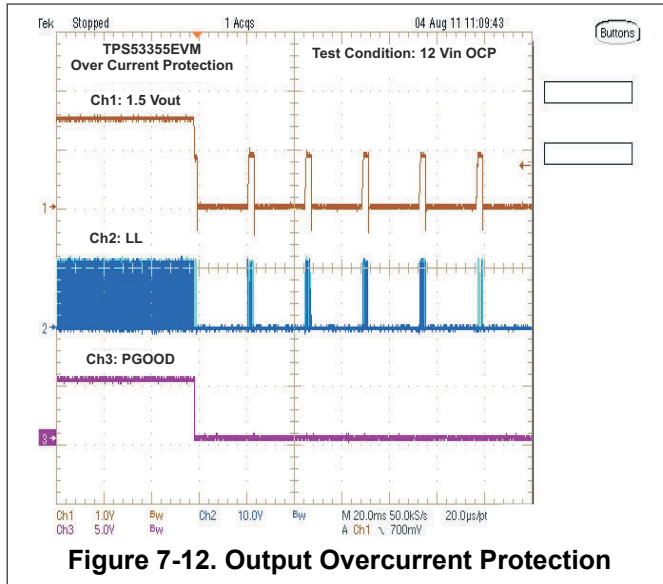 Tek Stopped 1 Acqs 04 Aug 11 11:09:43
Buttons
TPS53355EVM
Over Current Protection
Test Condition: 12 Vin OCP
Ch1: 1.5 Vout
1
Ch2: LL
2
Ch3: PGOOD
3
Ch1 1.0V Bw Ch2 10.0V Bw M 20.0ms 50.0kS/s 20.0µs/pt
Ch3 5.0V Bw A Ch1 ∿ 700mV
Figure 7-12. Output Overcurrent Protection